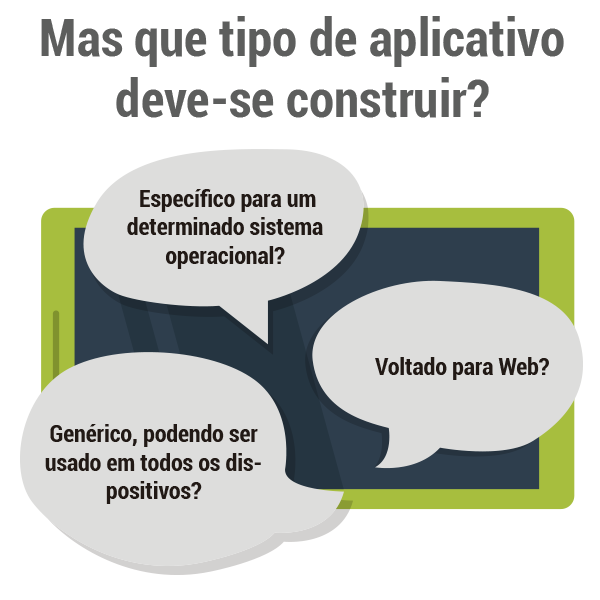 Mas que tipo de aplicativo
deve-se construir?
Específico para um
determinado sistema
operacional?
Voltado para Web?
Genérico, podendo ser
usado em todos os dis-
positivos?